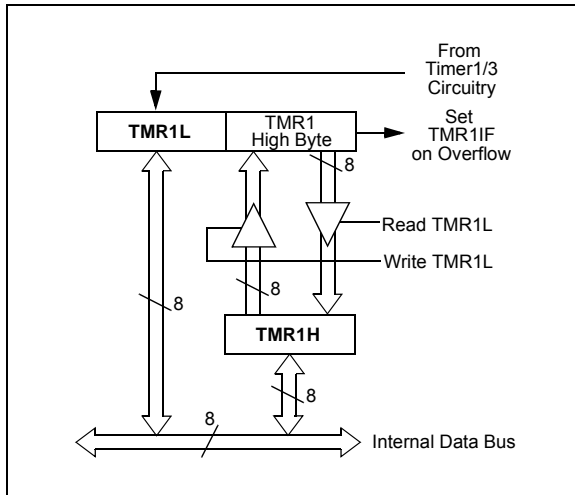 From
Timer1/3
Circuitry
TMR1L
TMR1
High Byte
Set
TMR1IF
on Overflow
8
Read TMR1L
Write TMR1L
8
8
TMR1H
8
8
Internal Data Bus